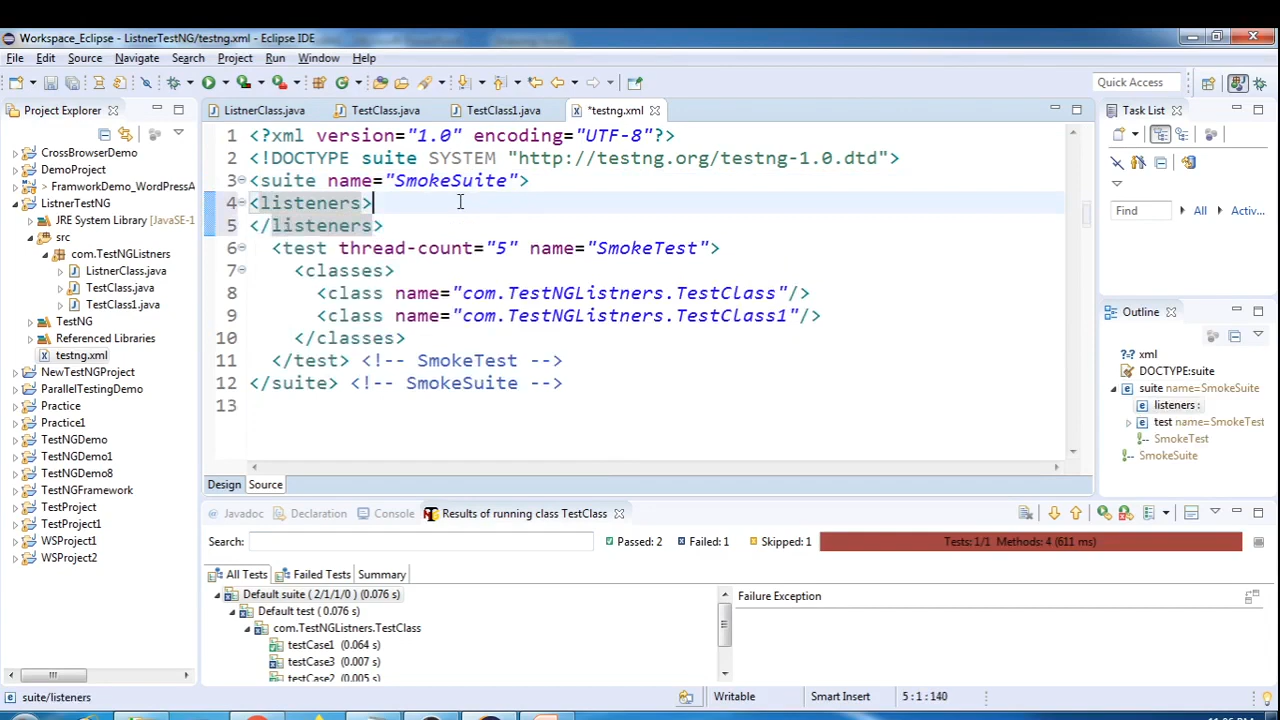 Workspace_Eclipse - ListnerTestNG/testng.xml - Eclipse IDE
File Edit Source Navigate Search Project Run Window Help
Quick Access
Project Explorer
ListnerClass.java TestClass.java TestClass1.java *testng.xml
Task List
CrossBrowserDemo
DemoProject
FramworkDemo_WordPressA
ListnerTestNG
JRE System Library [JavaSE-1
src
com.TestNGListners
ListnerClass.java
TestClass.java
TestClass1.java
TestNG
Referenced Libraries
testng.xml
NewTestNGProject
ParallelTestingDemo
Practice
Practice1
TestNGDemo
TestNGDemo1
TestNGDemo8
TestNGFramework
TestProject
TestProject1
WSProject1
WSProject2
1 <?xml version="1.0" encoding="UTF-8"?>
2 <!DOCTYPE suite SYSTEM "http://testng.org/testng-1.0.dtd">
3 <suite name="SmokeSuite">
4 <listeners>
5 </listeners>
6 <test thread-count="5" name="SmokeTest">
7 <classes>
8 <class name="com.TestNGListners.TestClass"/>
9 <class name="com.TestNGListners.TestClass1"/>
10 </classes>
11 </test> <!-- SmokeTest -->
12 </suite> <!-- SmokeSuite -->
13
Design Source
Find All Activ...
Outline
xml
DOCTYPE:suite
suite name=SmokeSuite
listeners :
test name=SmokeTest
SmokeTest
SmokeSuite
Javadoc Declaration Console Results of running class TestClass
Search: Passed: 2 Failed: 1 Skipped: 1 Tests: 1/1 Methods: 4 (611 ms)
All Tests Failed Tests Summary
Failure Exception
Default suite ( 2/1/1/0 ) (0.076 s)
Default test ( 0.076 s)
com.TestNGListners.TestClass
testCase1 (0.064 s)
testCase3 (0.007 s)
testCase2 (0.005 s)
suite/listeners
Writable Smart Insert 5 : 1 : 140